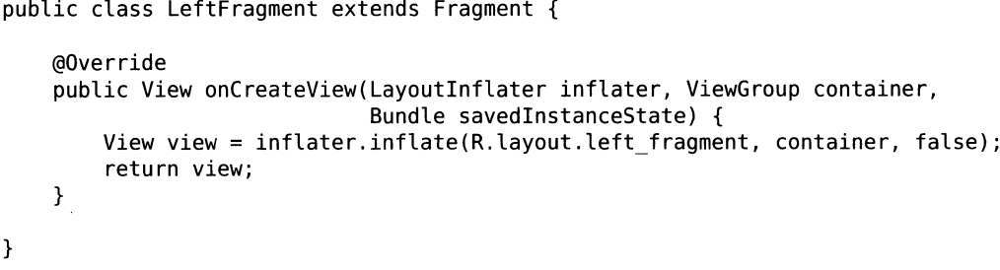 public class LeftFragment extends Fragment {
@Override
public View onCreateView(LayoutInflater inflater, ViewGroup container,
Bundle savedInstanceState) {
View view = inflater.inflate(R.layout.left_fragment, container, false);
return view;
}
}